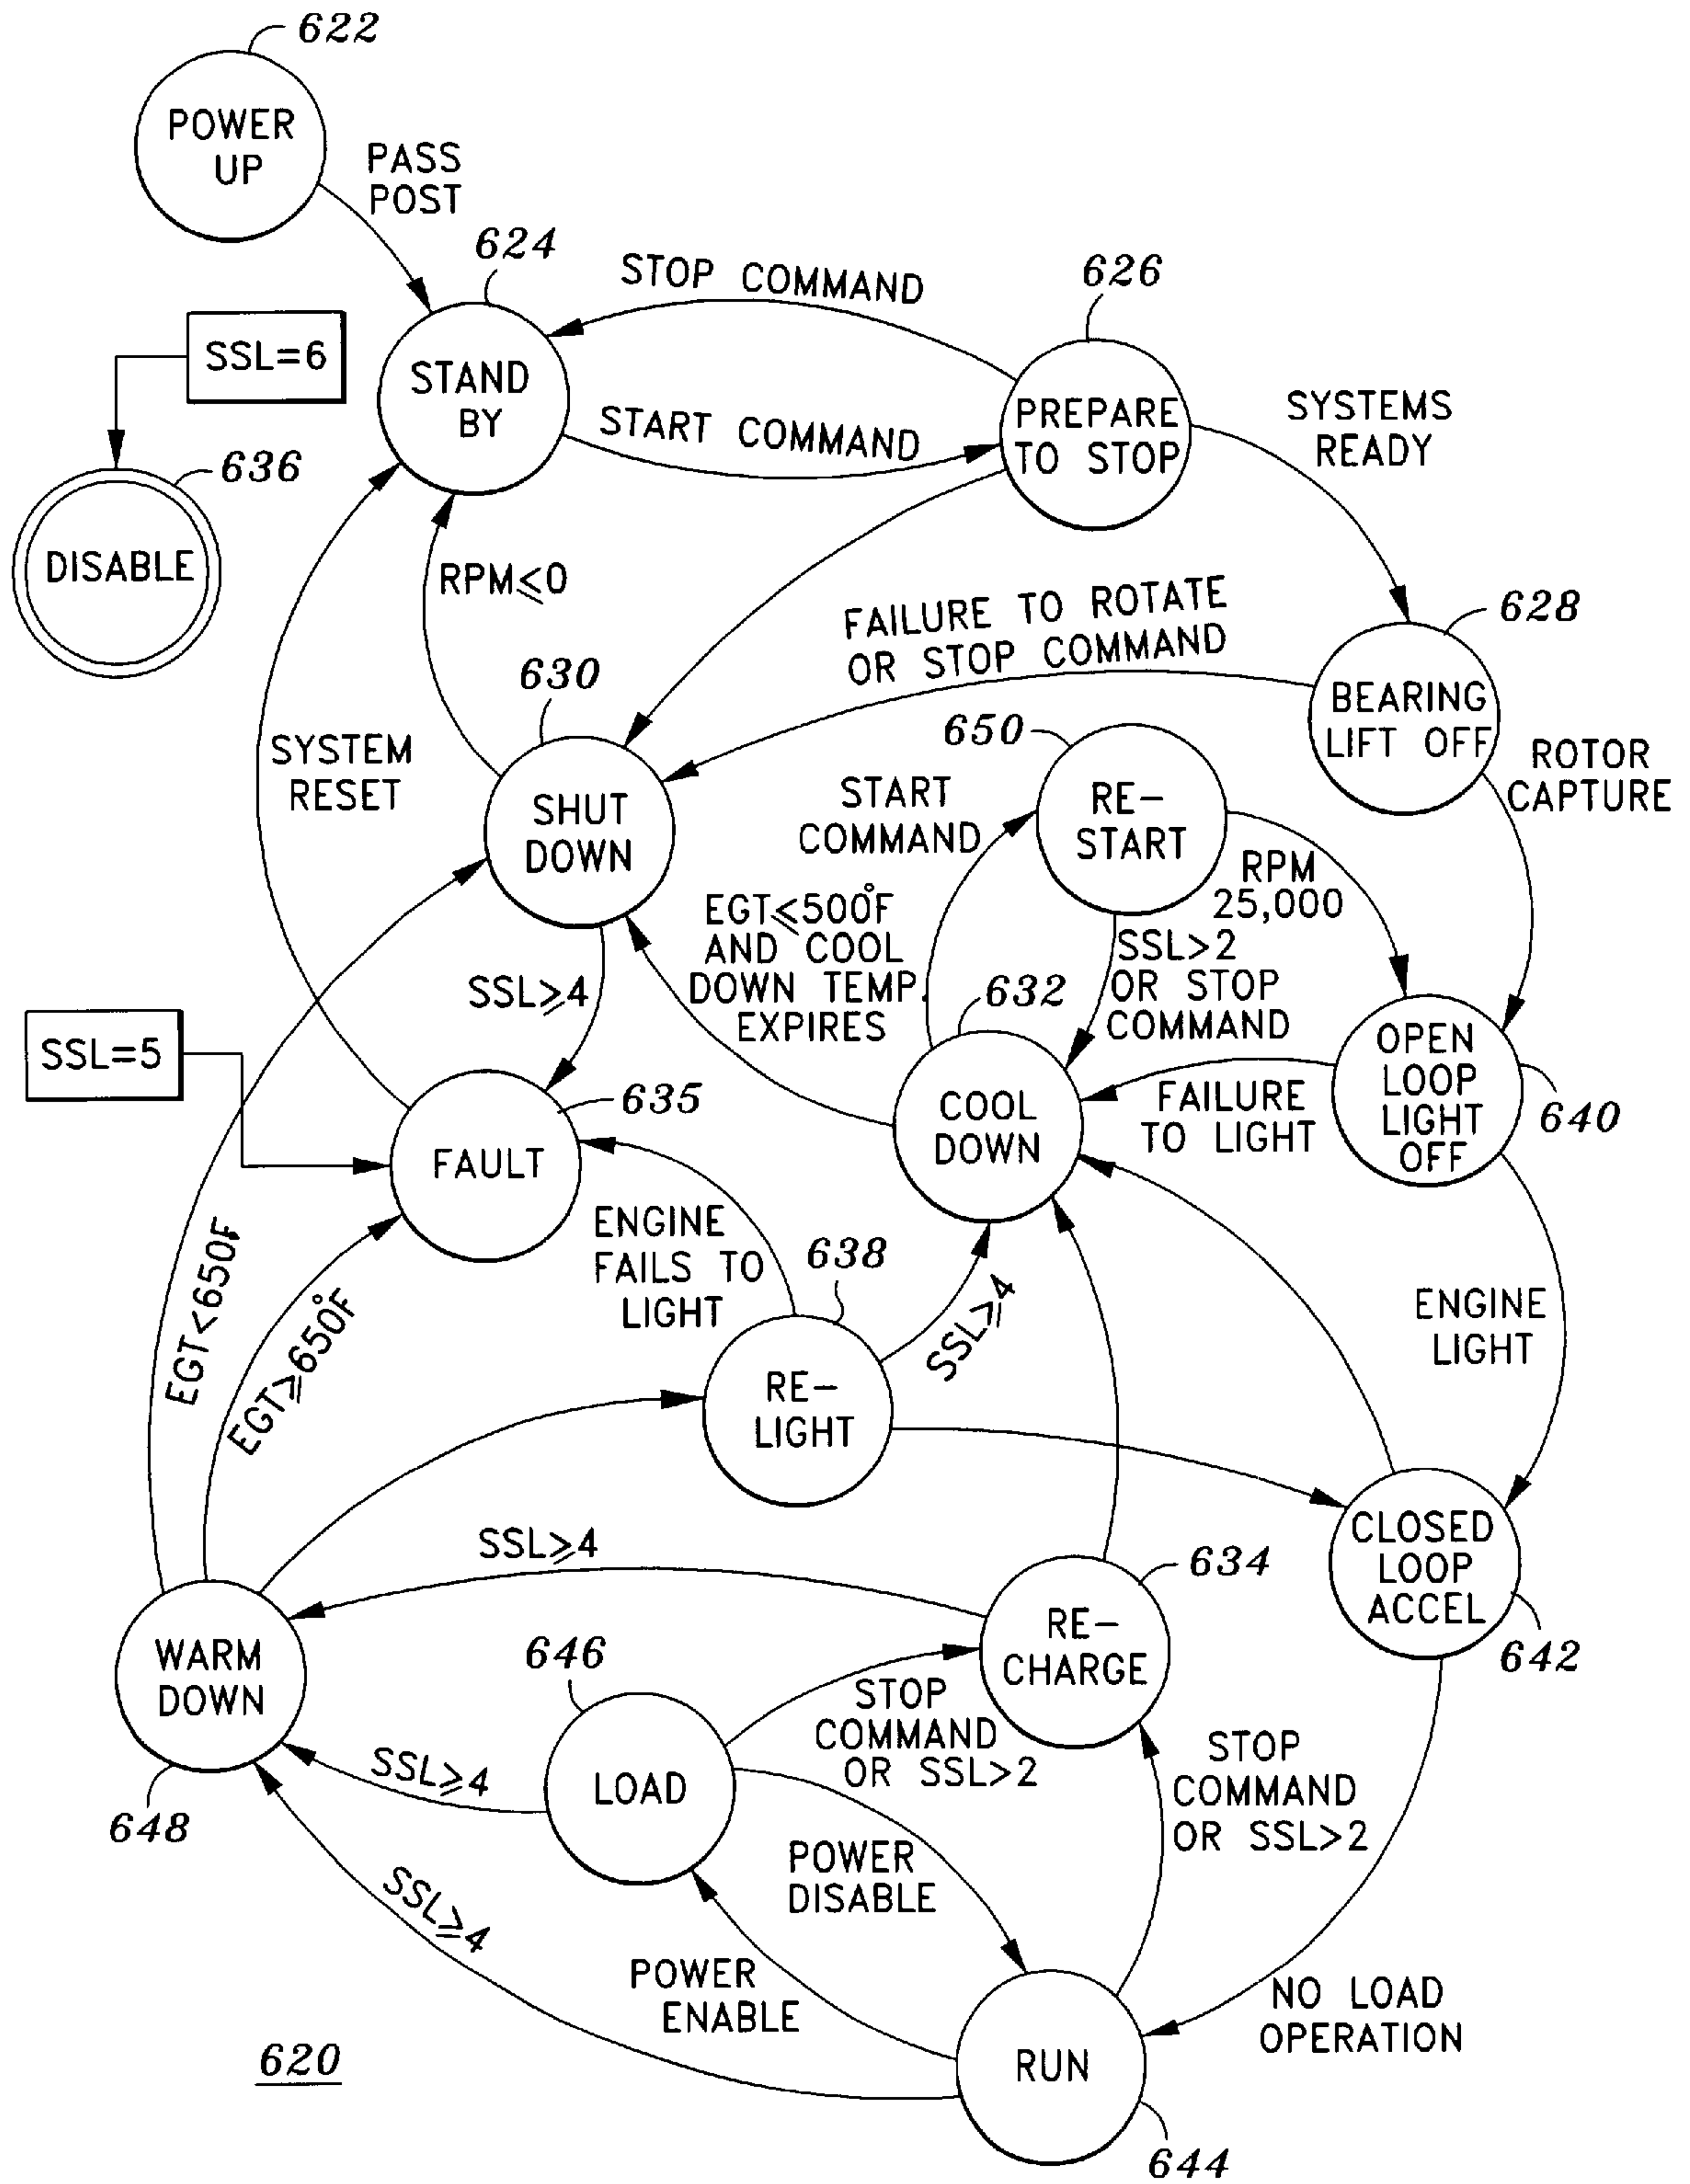 622
POWER
UP
PASS
POST
624
STOP COMMAND
626
SSL=6
STAND
BY
START COMMAND
PREPARE
TO STOP
SYSTEMS
READY
636
DISABLE
RPM≤0
FAILURE TO ROTATE
OR STOP COMMAND
628
BEARING
LIFT OFF
630
650
SYSTEM
RESET
SHUT
DOWN
START
COMMAND
RE-
START
ROTOR
CAPTURE
RPM
25,000
EGT≤500°F
AND COOL
DOWN TEMP.
EXPIRES
SSL>2
OR STOP
COMMAND
SSL≥4
632
SSL=5
OPEN
LOOP
LIGHT
OFF
640
635
COOL
DOWN
FAILURE
TO LIGHT
FAULT
ENGINE
FAILS TO
LIGHT
638
SSL≥4
ENGINE
LIGHT
EGT<650°F
EGT≥650°F
RE-
LIGHT
SSL≥4
634
CLOSED
LOOP
ACCEL
642
WARM
DOWN
648
646
RE-
CHARGE
STOP
COMMAND
OR SSL>2
SSL≥4
LOAD
STOP
COMMAND
OR SSL>2
POWER
DISABLE
SSL≥4
POWER
ENABLE
NO LOAD
OPERATION
RUN
620
644